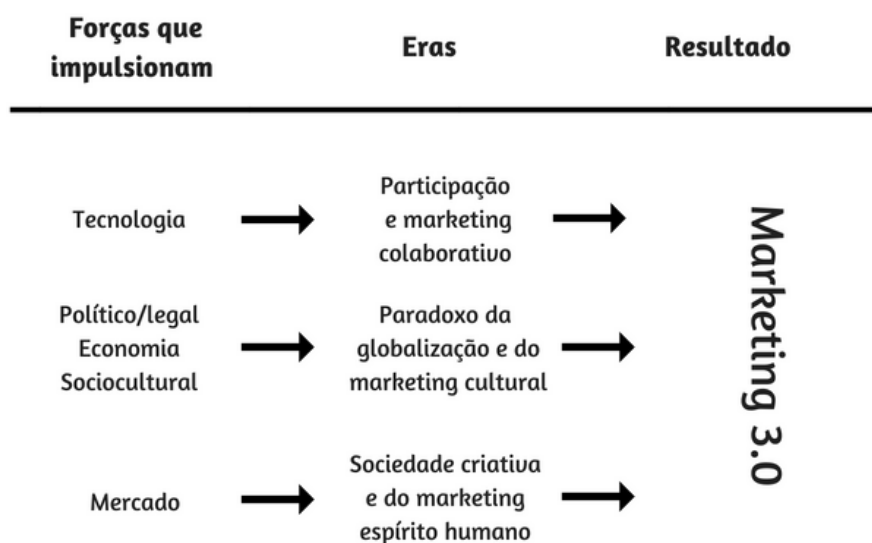 Forças que
impulsionam
Eras
Resultado
Tecnologia
Participação
e marketing
colaborativo
Político/legal
Economia
Sociocultural
Paradoxo da
globalização e do
marketing cultural
Mercado
Sociedade criativa
e do marketing
espírito humano
Marketing 3.0